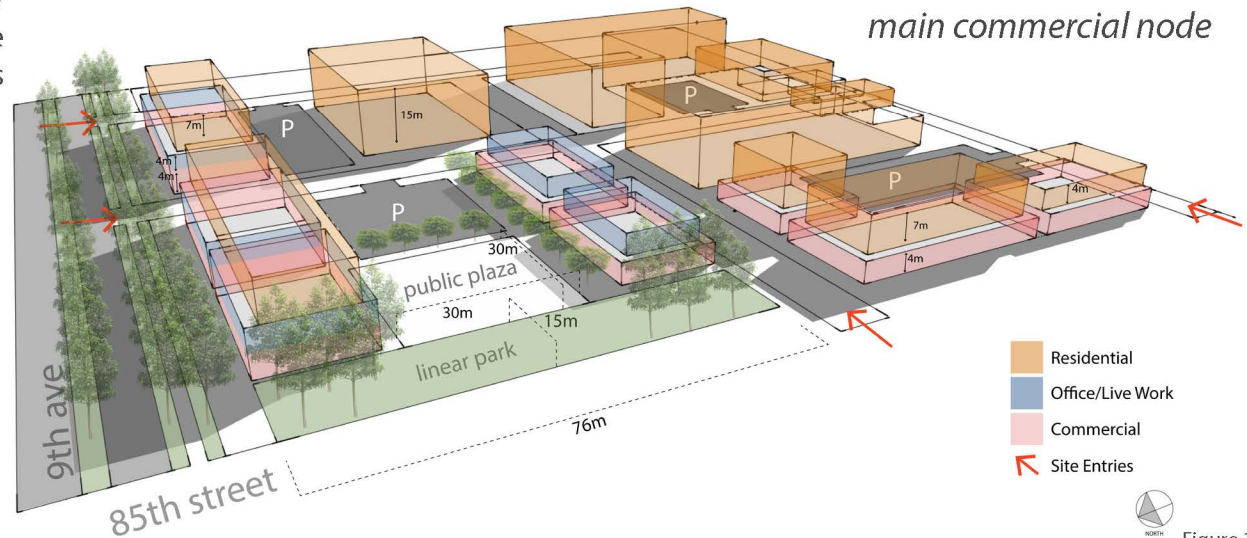 main commercial node
e
s
P
15m
7m
4m
4m
P
P
P
4m
7m
4m
30m
public plaza
30m
15m
linear park
76m
9th ave
85th street
Residential
Office/Live Work
Commercial
Site Entries
NORTH
Figure